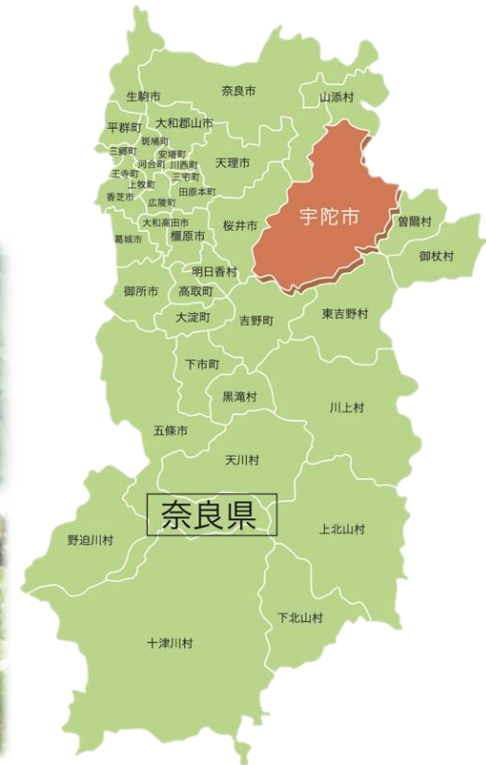 奈良市
山添村
生駒市
平群町
大和郡山市
斑鳩町
三郷町
安堵町
河合町
川西町
天理市
王寺町
三宅町
上牧町
田原本町
香芝市
広陵町
宇陀市
曽爾村
大和高田市
桜井市
葛城市
橿原市
御杖村
明日香村
御所市
高取町
大淀町
吉野町
東吉野村
下市町
黒滝村
川上村
五條市
天川村
奈良県
上北山村
野迫川村
下北山村
十津川村